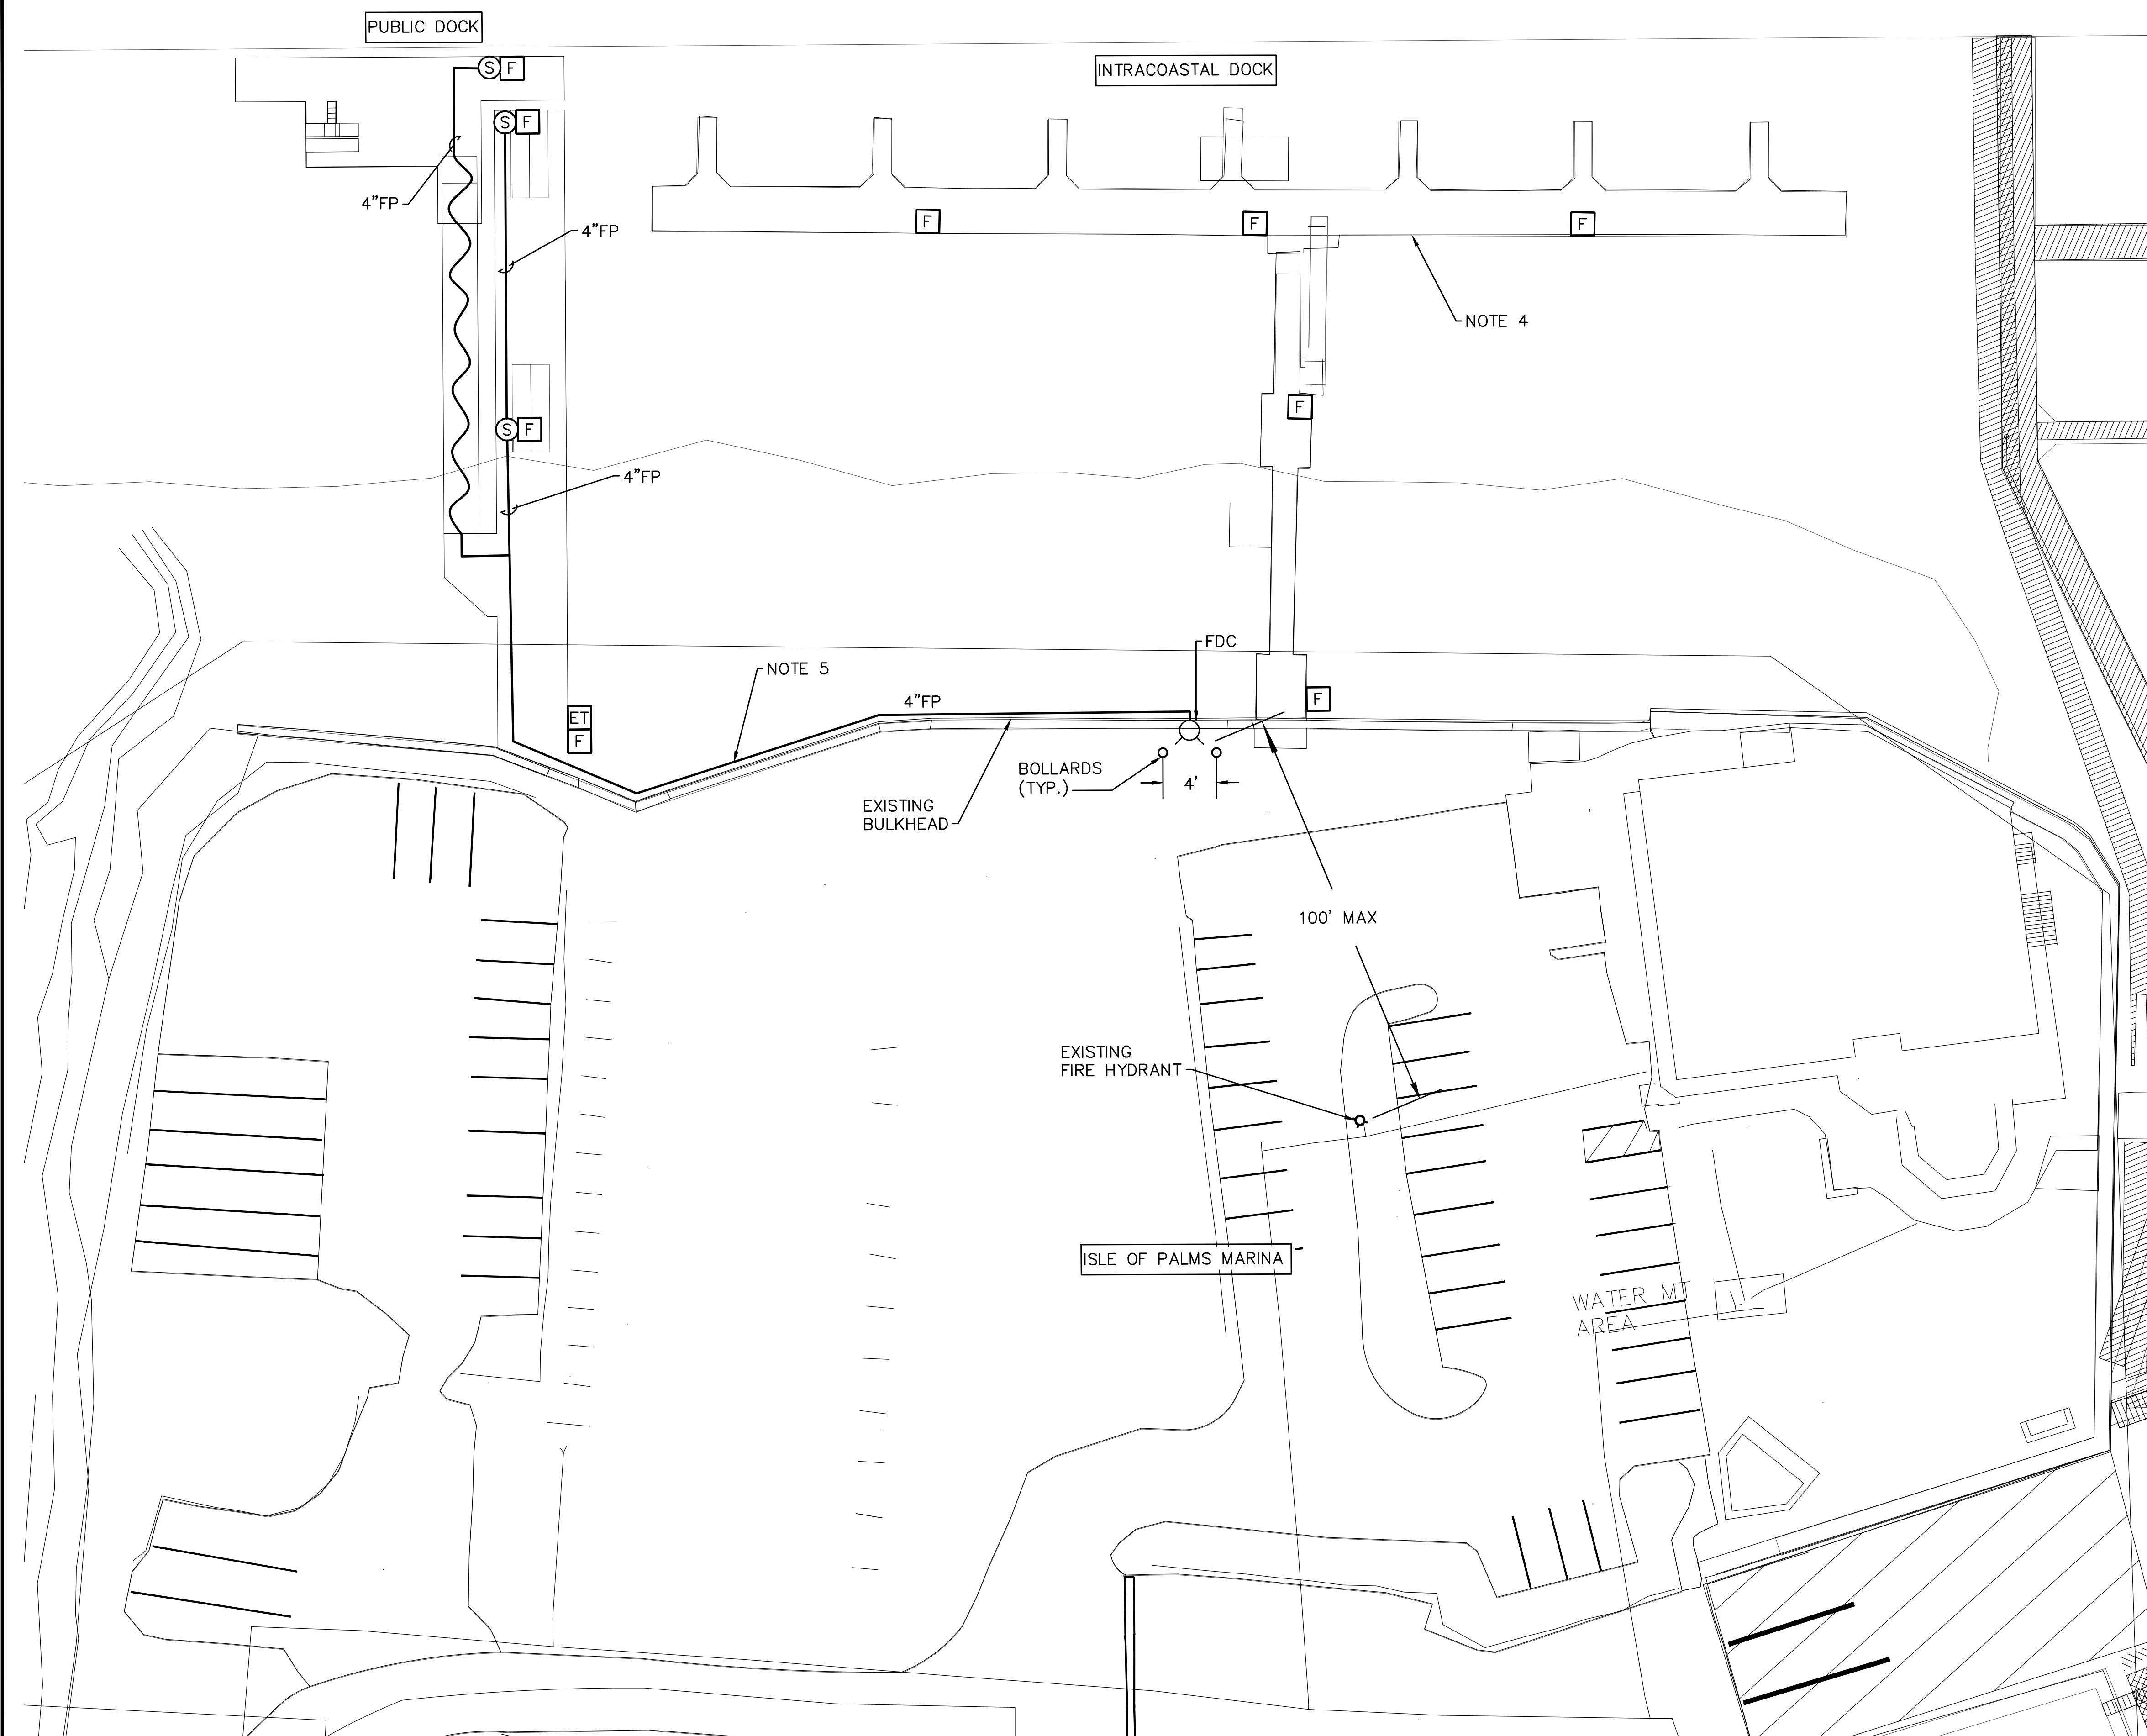 PUBLIC DOCK
INTRACOASTAL DOCK
S F
S F
4"FP
4"FP
F
F
F
NOTE 4
F
S F
4"FP
FDC
NOTE 5
4"FP
F
ET
F
BOLLARDS
(TYP.)
4'
EXISTING
BULKHEAD
100' MAX
EXISTING
FIRE HYDRANT
ISLE OF PALMS MARINA
WATER MT
AREA